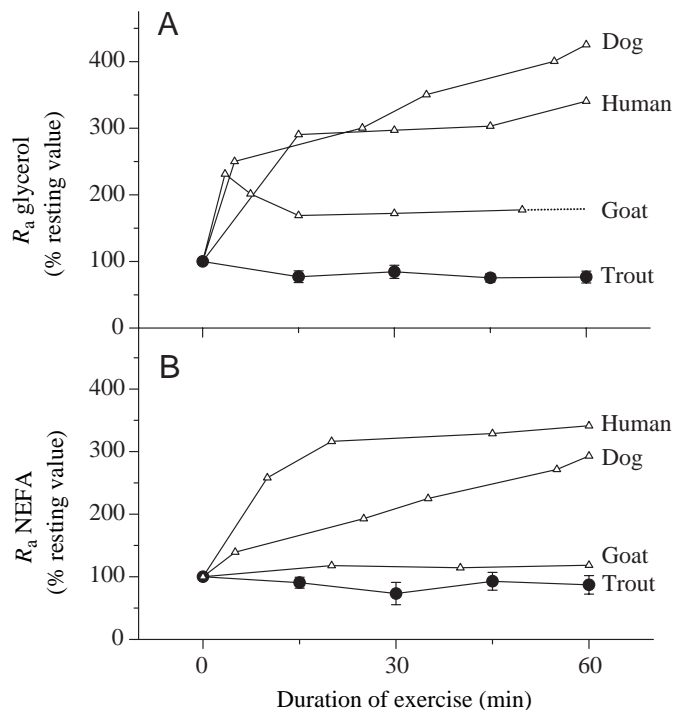 A
400
300
200
100
0
Ra glycerol
(% resting value)
Dog
Human
Goat
Trout
B
400
300
200
100
0
Ra NEFA
(% resting value)
Human
Dog
Goat
Trout
0 30 60
Duration of exercise (min)